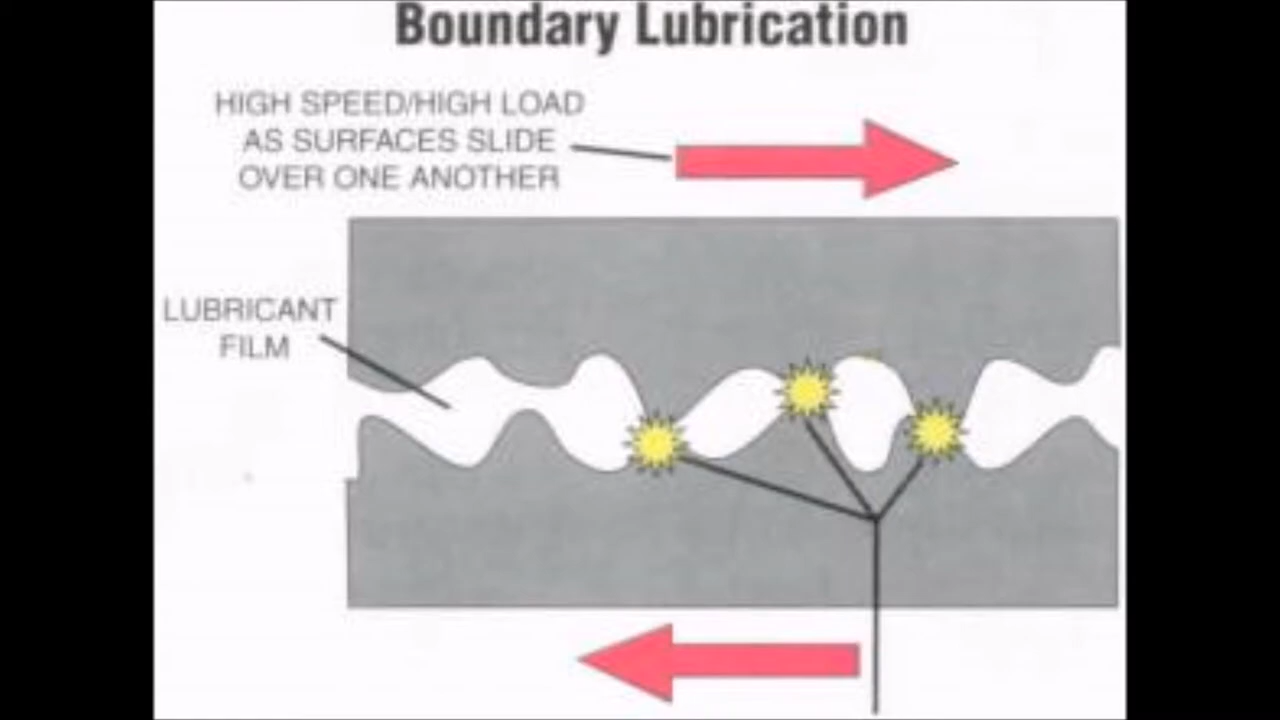 Boundary Lubrication
HIGH SPEED/HIGH LOAD
AS SURFACES SLIDE
OVER ONE ANOTHER
LUBRICANT
FILM